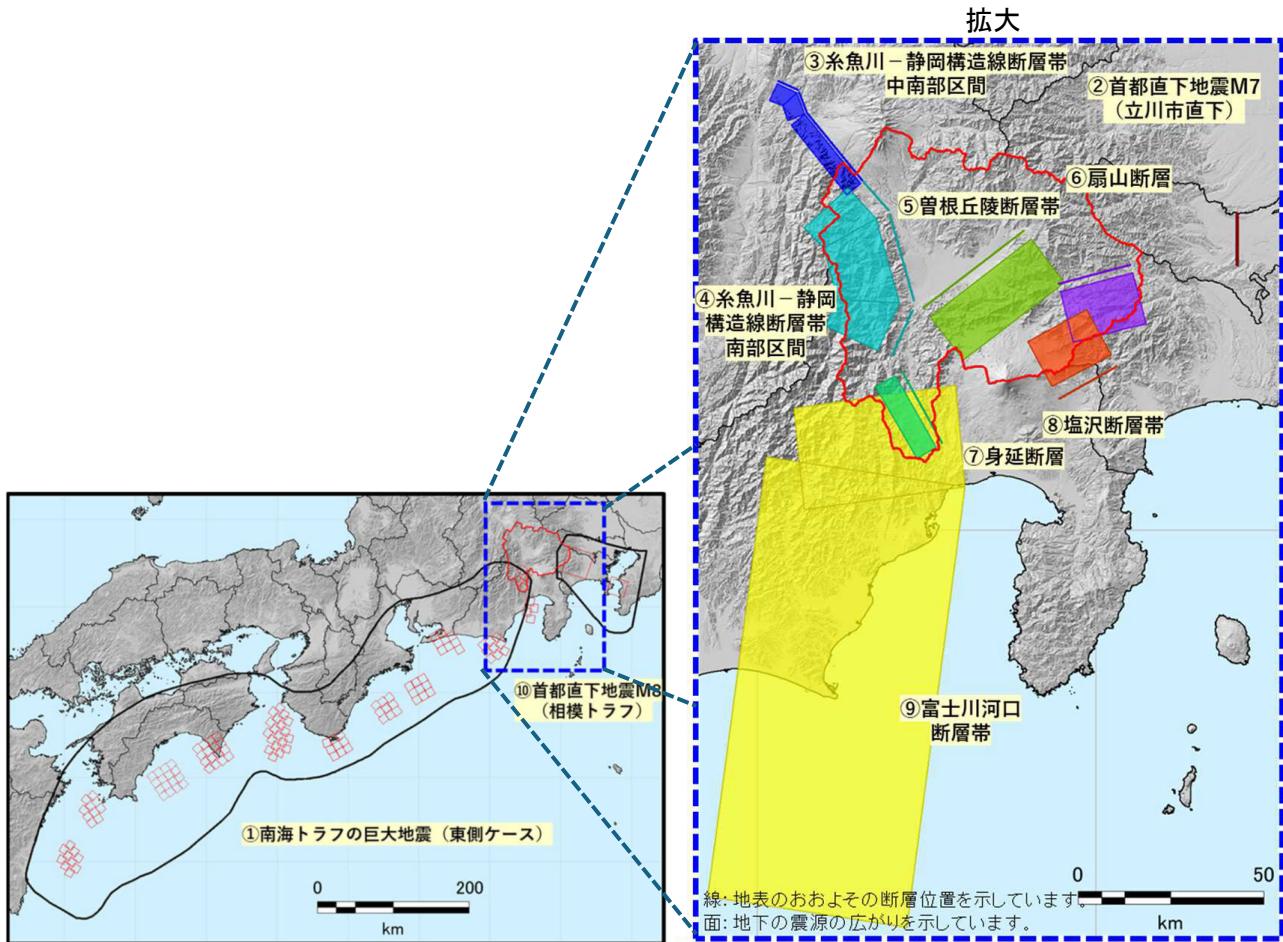 拡大
③糸魚川－静岡構造線断層帯
中南部区間
②首都直下地震M7
（立川市直下）
⑥扇山断層
⑤曽根丘陵断層帯
④糸魚川－静岡
構造線断層帯
南部区間
⑧塩沢断層帯
⑦身延断層
⑨富士川河口
断層帯
0 50
km
線: 地表のおおよその断層位置を示しています。
面: 地下の震源の広がりを示しています。
⑩首都直下地震M8
（相模トラフ）
①南海トラフの巨大地震（東側ケース）
0 200
km